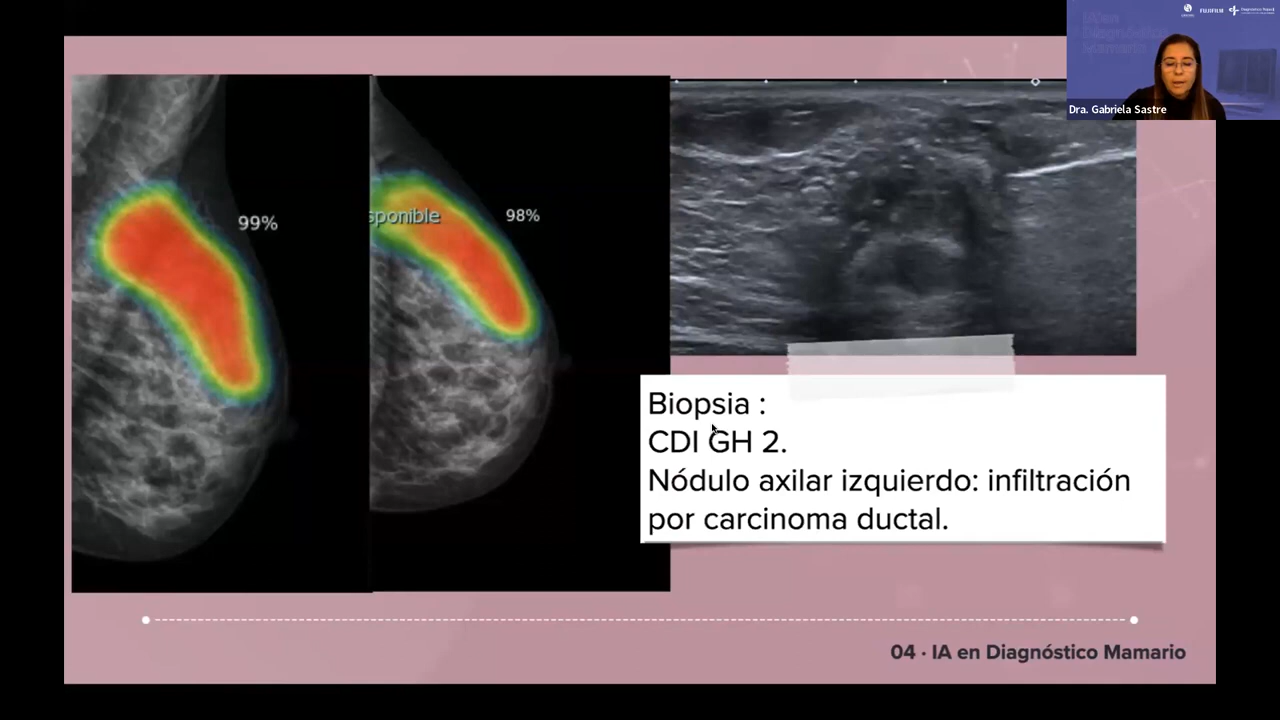 FUJIFILM
Dra. Gabriela Sastre
99%
sponible
98%
Biopsia :
CDI GH 2.
Nódulo axilar izquierdo: infiltración
por carcinoma ductal.
04 · IA en Diagnóstico Mamario